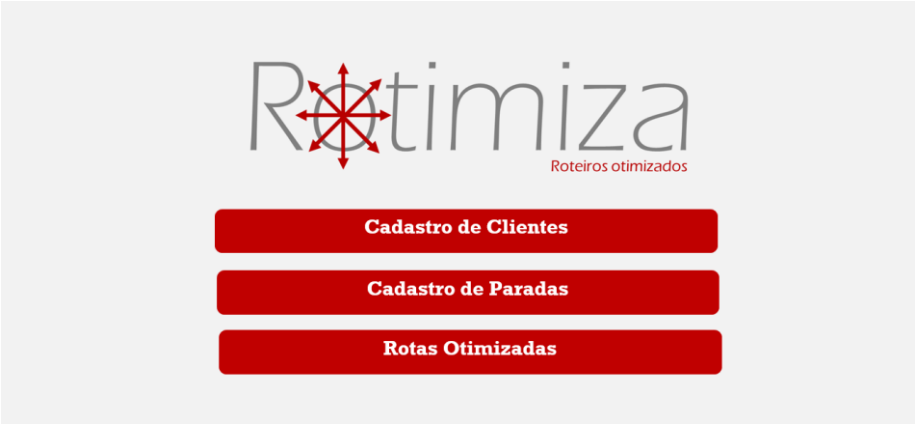 Rotimiza
Roteiros otimizados
Cadastro de Clientes
Cadastro de Paradas
Rotas Otimizadas